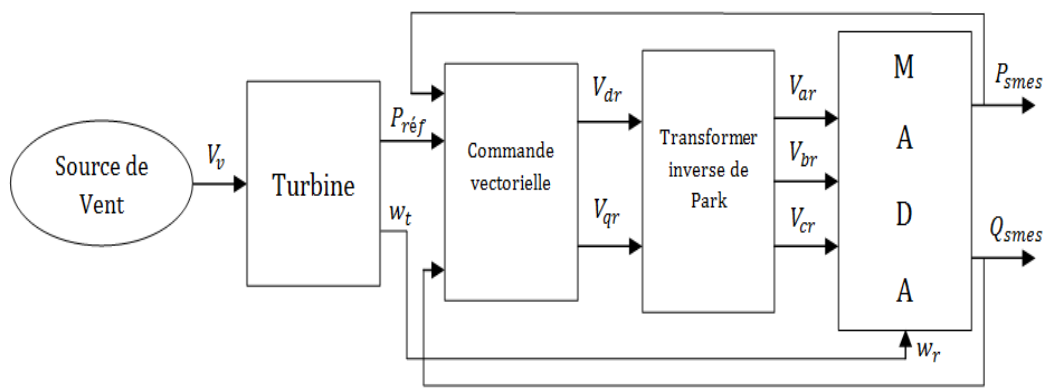 Source de
Vent
V_v
Turbine
P_réf
w_t
Commande
vectorielle
V_dr
V_qr
Transformer
inverse de
Park
V_ar
V_br
V_cr
M
A
D
A
P_smes
Q_smes
w_r